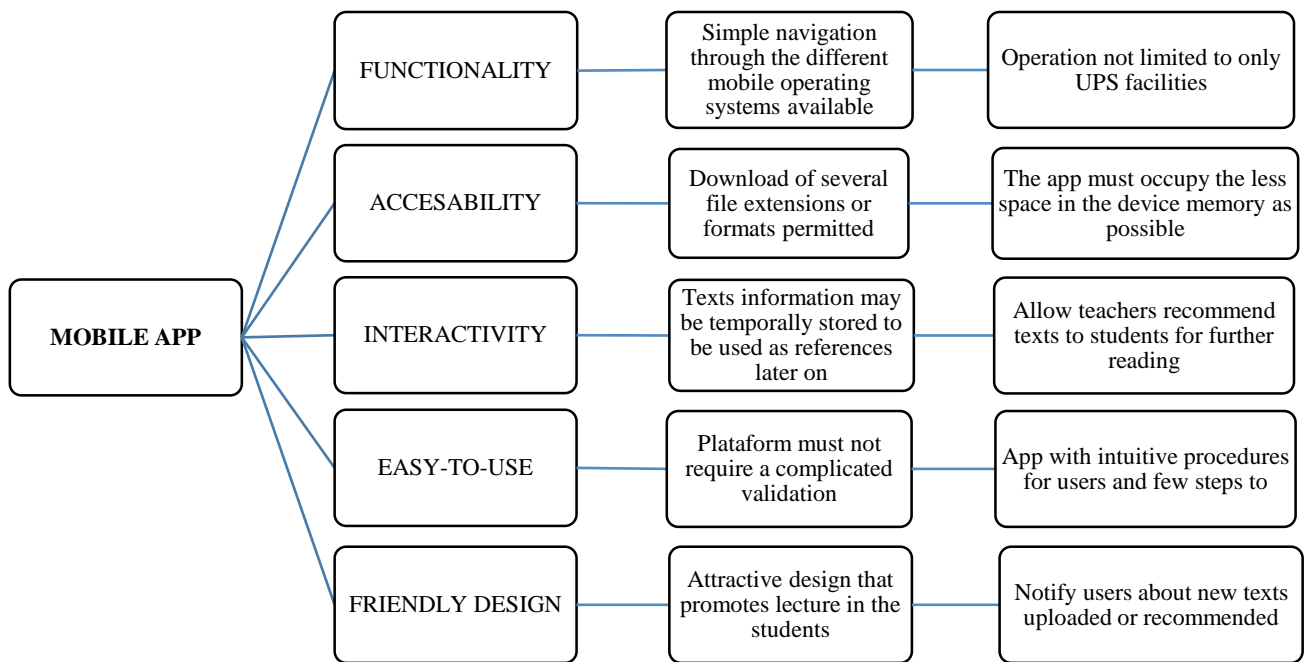 FUNCTIONALITY
Simple navigation
through the different
mobile operating
systems available
Operation not limited to only
UPS facilities
ACCESABILITY
Download of several
file extensions or
formats permitted
The app must occupy the less
space in the device memory as
possible
MOBILE APP
INTERACTIVITY
Texts information may
be temporally stored to
be used as references
later on
Allow teachers recommend
texts to students for further
reading
EASY-TO-USE
Plataform must not
require a complicated
validation
App with intuitive procedures
for users and few steps to
FRIENDLY DESIGN
Attractive design that
promotes lecture in the
students
Notify users about new texts
uploaded or recommended